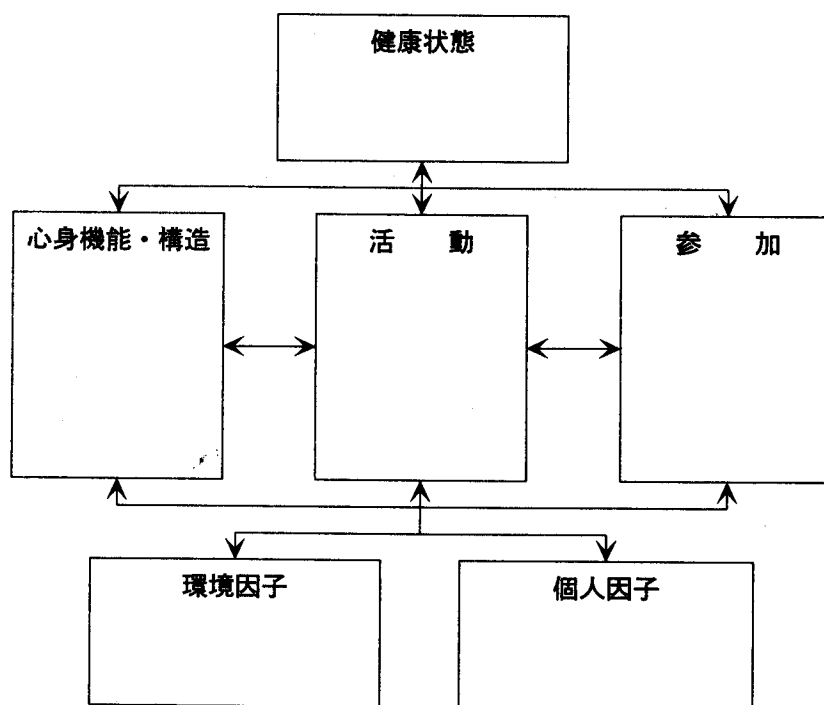 健康状態
心身機能・構造
活　　動
参　　加
環境因子
個人因子